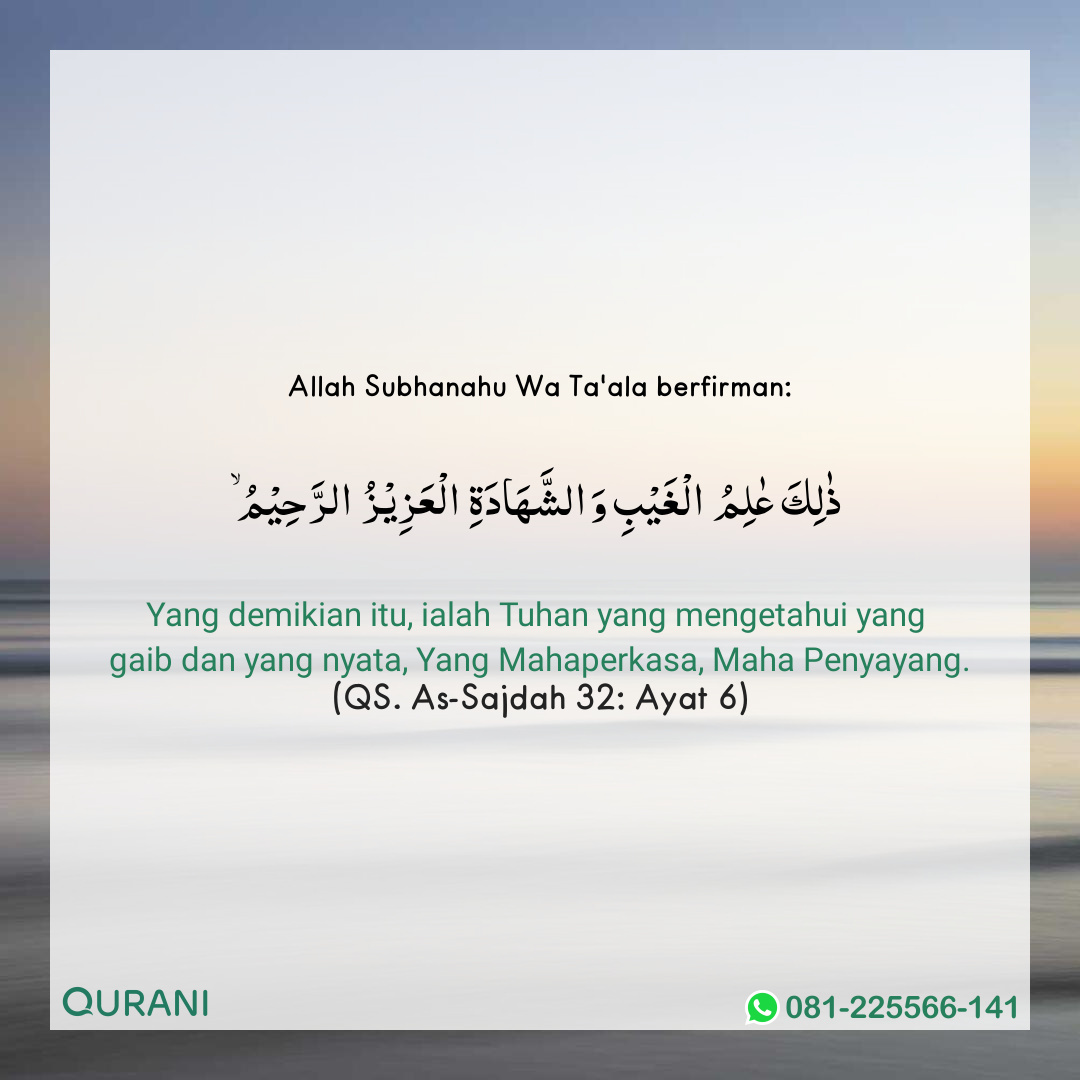 Allah Subhanahu Wa Ta'ala berfirman:
ذٰلِكَ عٰلِمُ الْغَيْبِ وَالشَّهَادَةِ الْعَزِيْزُ الرَّحِيْمُۙ
Yang demikian itu, ialah Tuhan yang mengetahui yang
gaib dan yang nyata, Yang Mahaperkasa, Maha Penyayang.
(QS. As-Sajdah 32: Ayat 6)
QURANI
081-225566-141